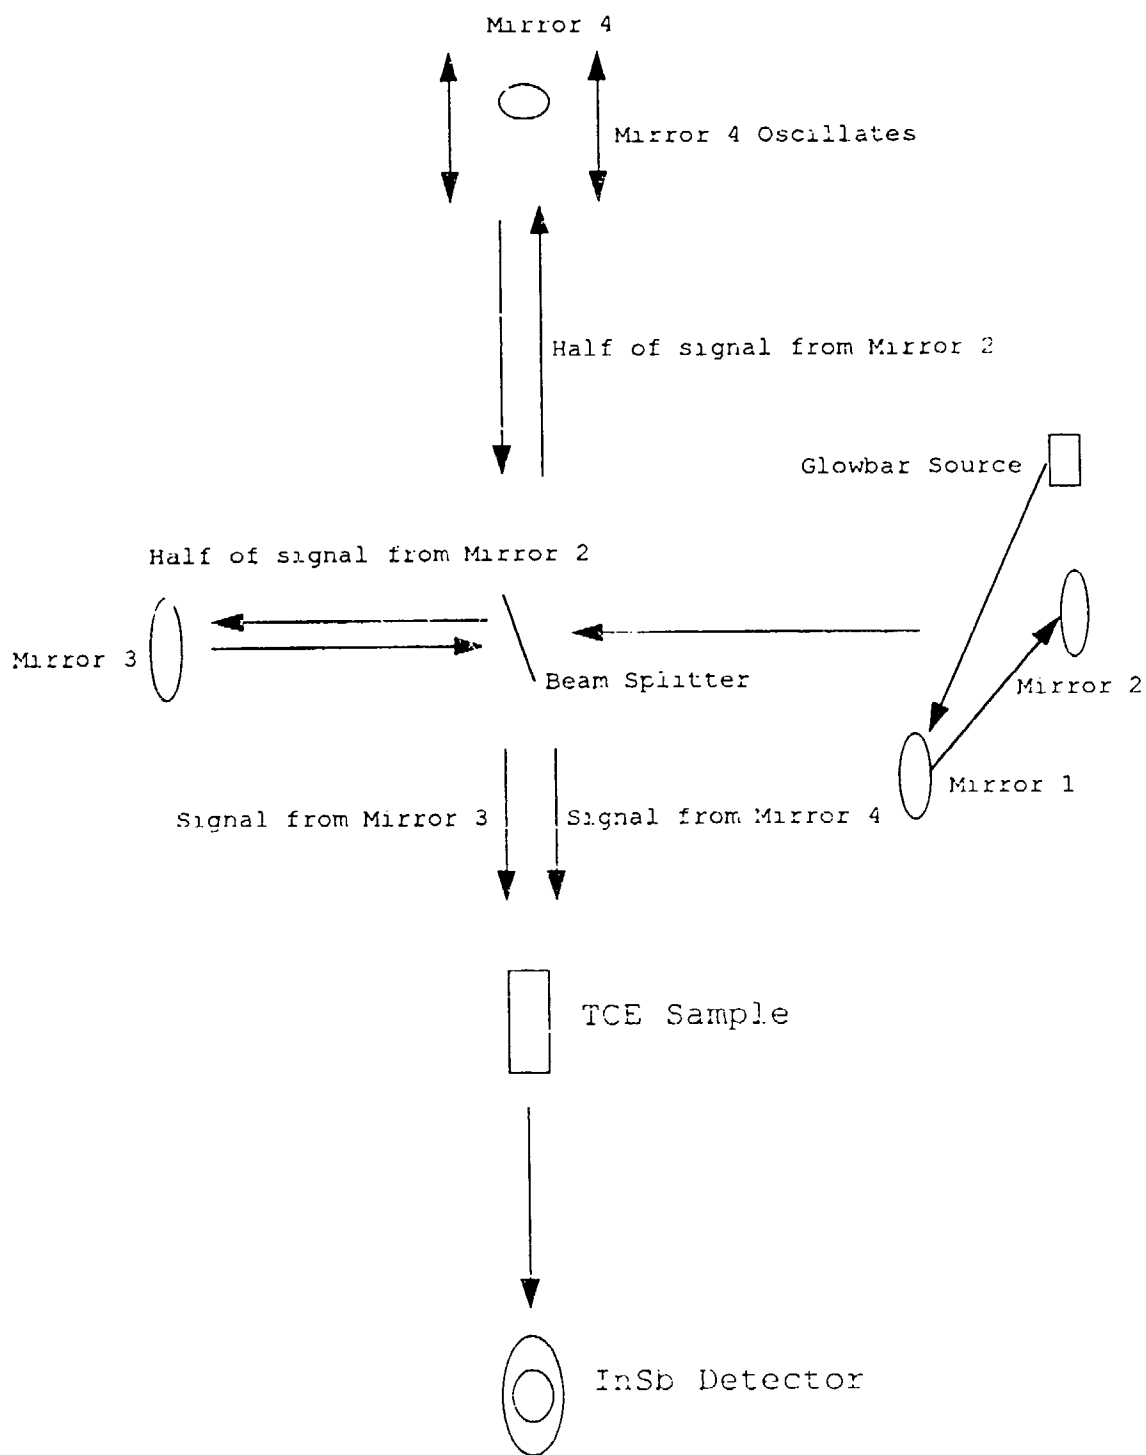 Mirror 4
Mirror 4 Oscillates
Half of signal from Mirror 2
Glowbar Source
Half of signal from Mirror 2
Mirror 3
Beam Splitter
Mirror 2
Mirror 1
Signal from Mirror 3
Signal from Mirror 4
TCE Sample
InSb Detector